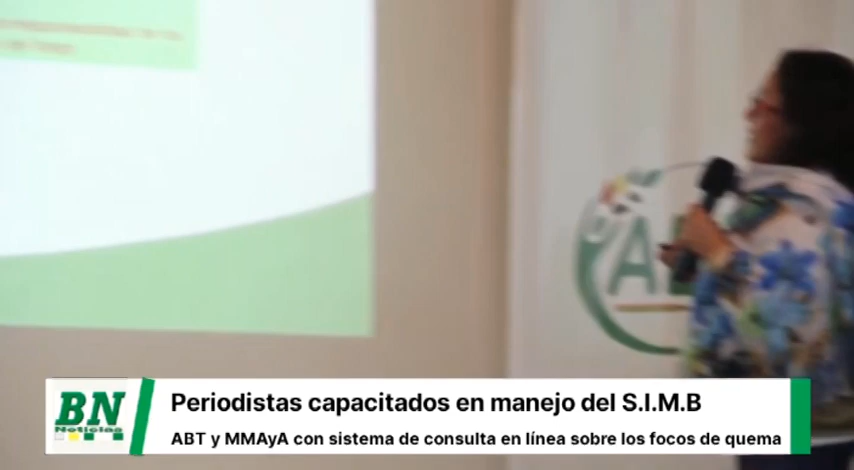 Periodistas capacitados en manejo del S.I.M.B
BN
Noticias
ABT y MMAyA con sistema de consulta en línea sobre los focos de quema